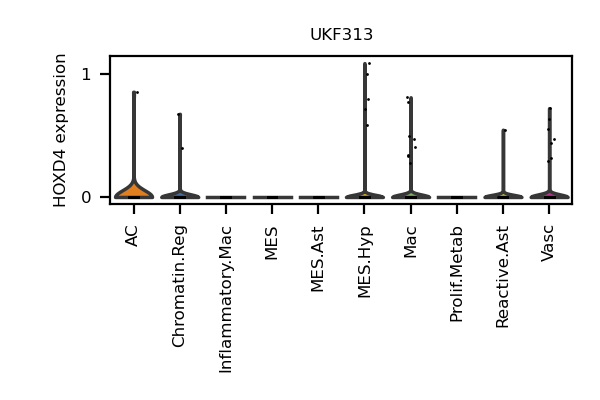 UKF313
HOXD4 expression
1
0
AC
Chromatin.Reg
Inflammatory.Mac
MES
MES.Ast
MES.Hyp
Mac
Prolif.Metab
Reactive.Ast
Vasc